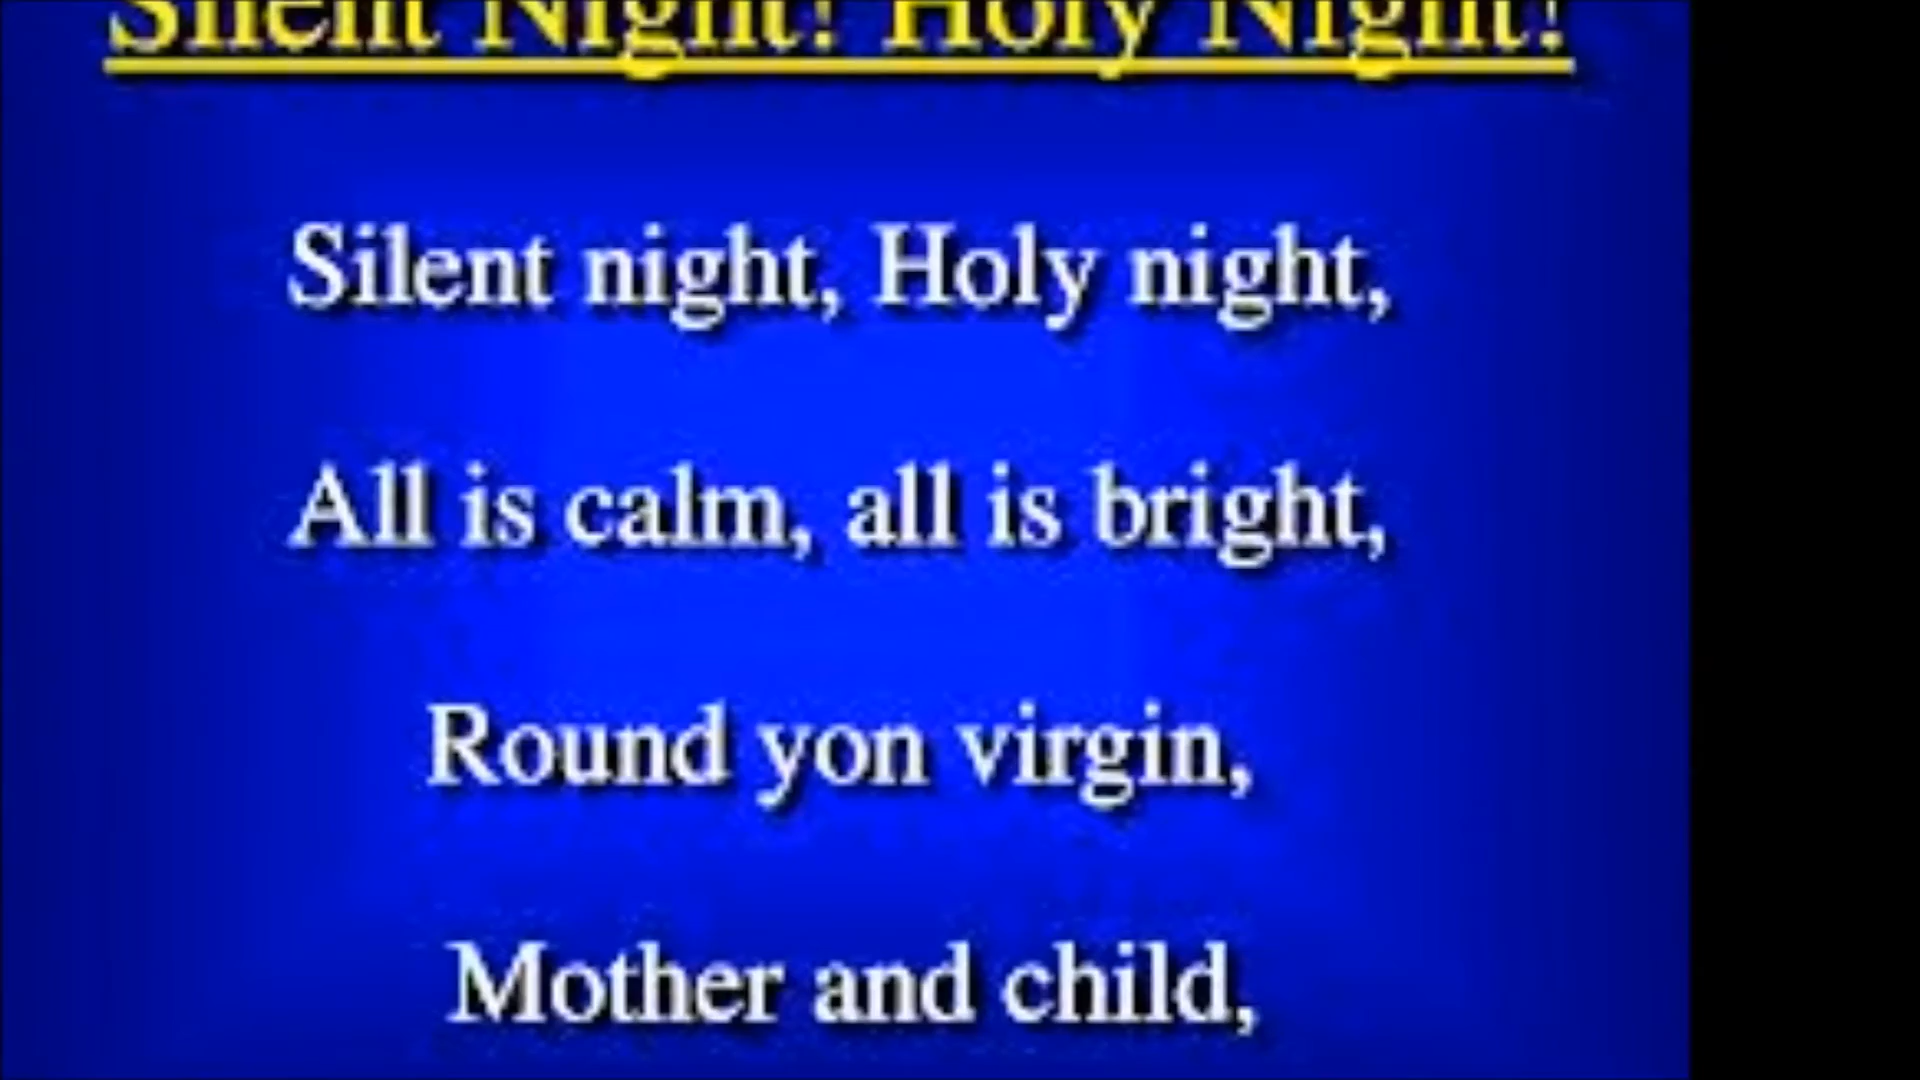 Silent Night! Holy Night!
Silent night, Holy night,
All is calm, all is bright,
Round yon virgin,
Mother and child,